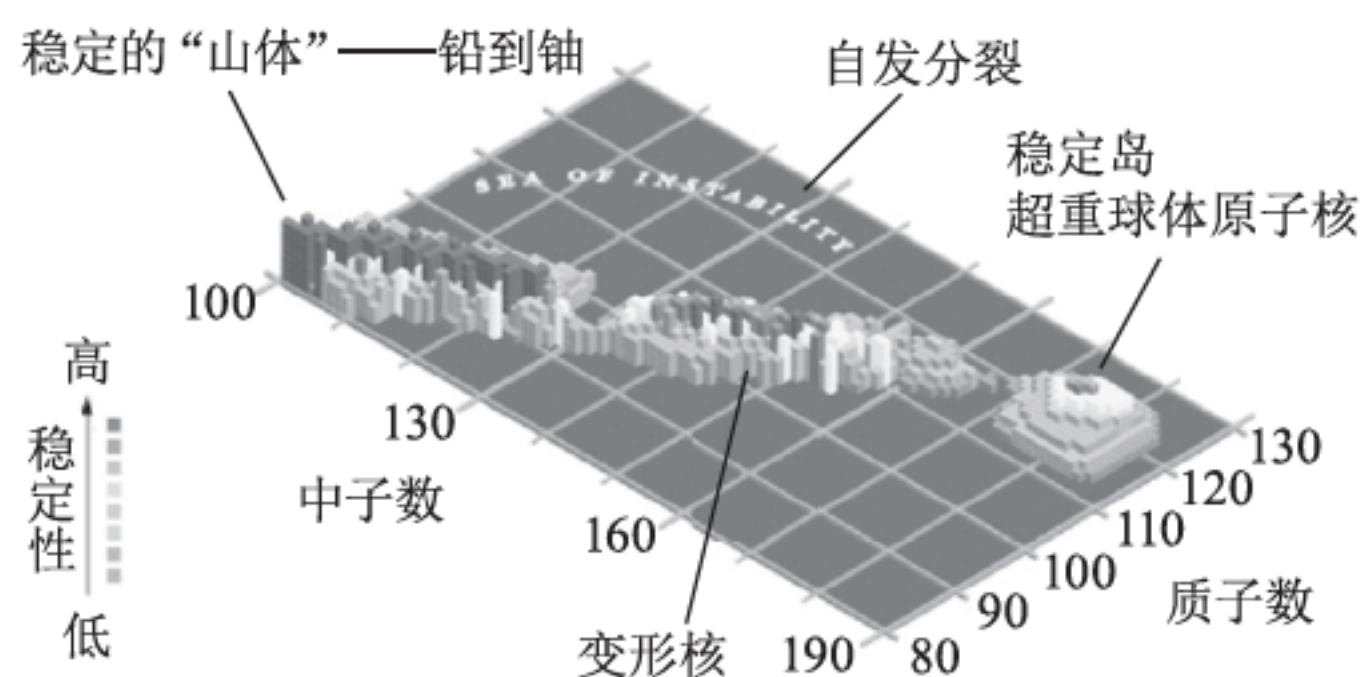 稳定的“山体”——铅到铀
自发分裂
稳定岛
超重球体原子核
SEA OF INSTABILITY
100
130
160
190
中子数
高
稳定性
低
变形核
80
90
100
110
120
130
质子数